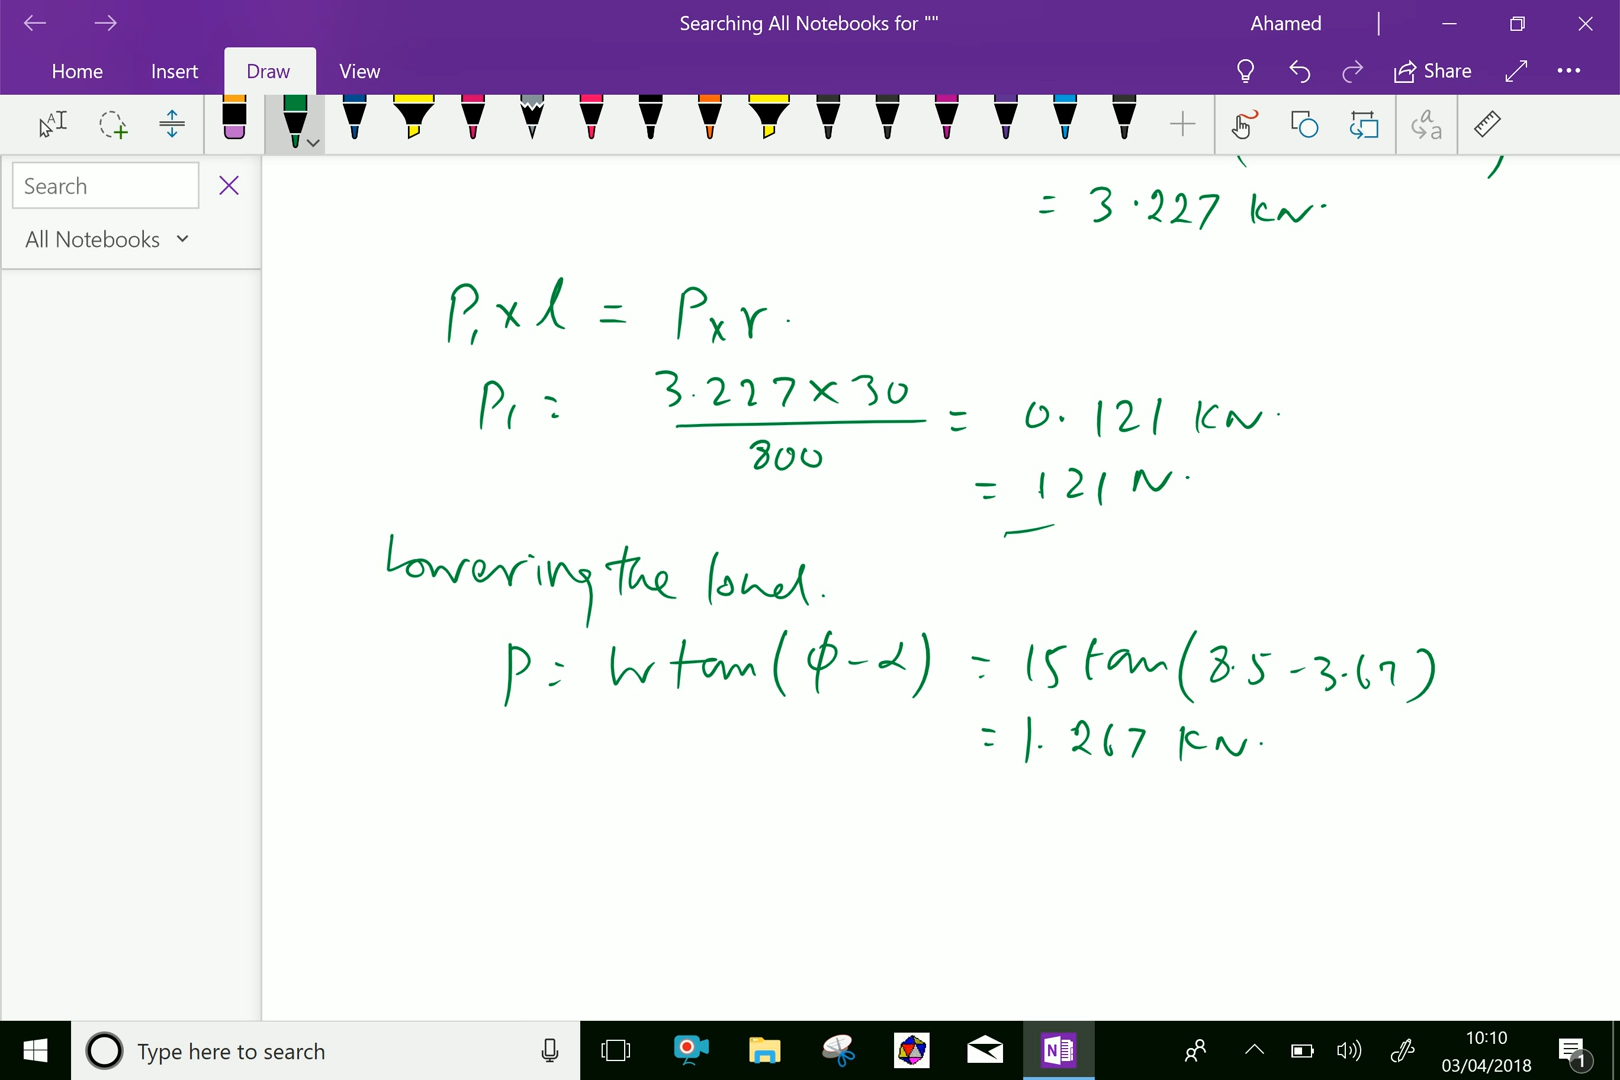 Searching All Notebooks for ""
Ahamed
Home Insert Draw View
Share
Search
All Notebooks
= 3.227 KN.
P₁ x l = P x r.
P₁ = 3.227 x 30 / 800 = 0.121 KN.
= 121 N.
Lowering the load.
P = W tan (ϕ - α) = 15 tan (8.5 - 3.67)
= 1.267 KN.
Type here to search
10:10
03/04/2018
1